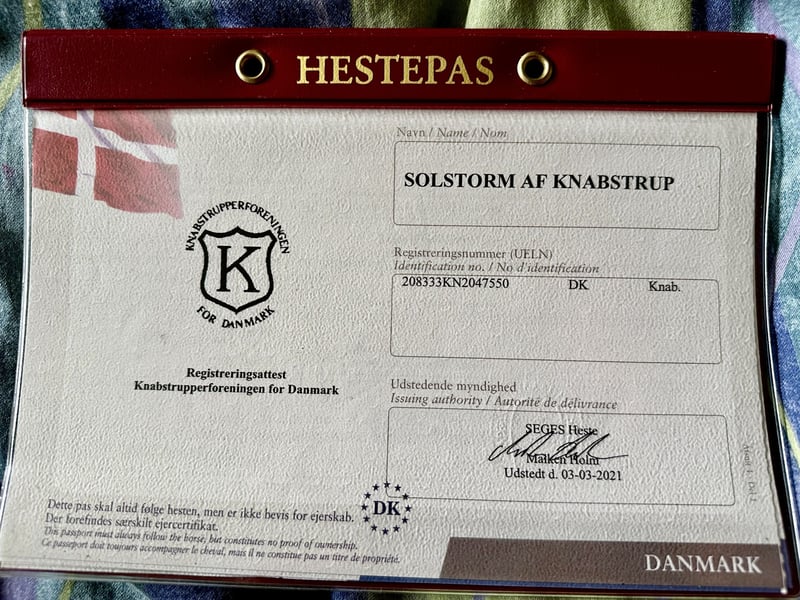 HESTEPAS
Navn / Name / Nom
SOLSTORM AF KNABSTRUP
KNABSTRUPPERFORENINGEN
K
FOR DANMARK
Registreringsattest
Knabstrupperforeningen for Danmark
Registreringsnummer (UELN)
Identification no. / No d'identification
208333KN2047550 DK Knab.
Udstedende myndighed
Issuing authority / Autorité de délivrance
SEGES Heste
Maiken Holm
Udstedt d. 03-03-2021
Dette pas skal altid følge hesten, men er ikke bevis for ejerskab.
Der forefindes særskilt ejercertifikat.
This passport must always follow the horse, but constitutes no proof of ownership.
Ce passeport doit toujours accompagner le cheval, mais il ne constitue pas un titre de propriété.
DK
DANMARK